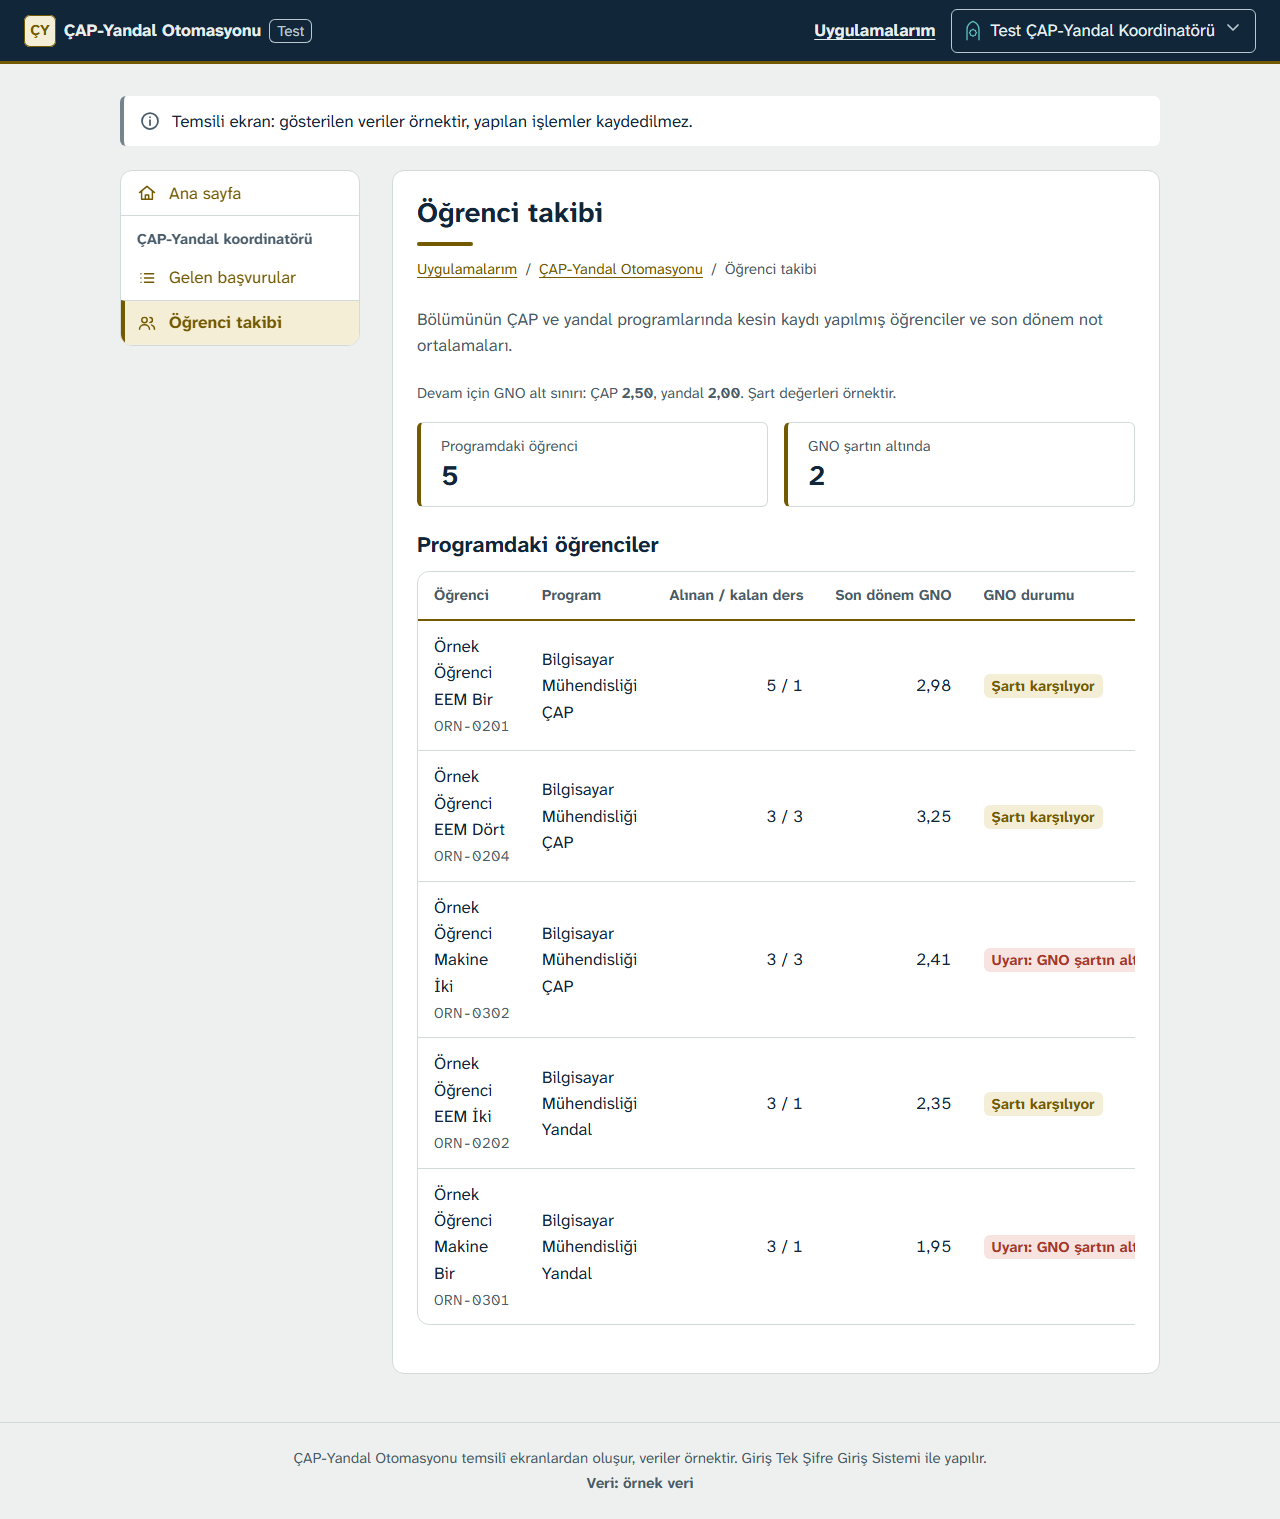 ÇY ÇAP-Yandal Otomasyonu Test
Uygulamalarım
Test ÇAP-Yandal Koordinatörü
Temsili ekran: gösterilen veriler örnektir, yapılan işlemler kaydedilmez.
Ana sayfa
ÇAP-Yandal koordinatörü
Gelen başvurular
Öğrenci takibi
Öğrenci takibi
Uygulamalarım / ÇAP-Yandal Otomasyonu / Öğrenci takibi
Bölümünün ÇAP ve yandal programlarında kesin kaydı yapılmış öğrenciler ve son dönem not
ortalamaları.
Devam için GNO alt sınırı: ÇAP 2,50, yandal 2,00. Şart değerleri örnektir.
Programdaki öğrenci
5
GNO şartın altında
2
Programdaki öğrenciler
Öğrenci Program Alınan / kalan ders Son dönem GNO GNO durumu
Örnek
Öğrenci
EEM Bir
ORN-0201
Bilgisayar
Mühendisliği
ÇAP
5 / 1
2,98
Şartı karşılıyor
Örnek
Öğrenci
EEM Dört
ORN-0204
Bilgisayar
Mühendisliği
ÇAP
3 / 3
3,25
Şartı karşılıyor
Örnek
Öğrenci
Makine
İki
ORN-0302
Bilgisayar
Mühendisliği
ÇAP
3 / 3
2,41
Uyarı: GNO şartın
Örnek
Öğrenci
EEM İki
ORN-0202
Bilgisayar
Mühendisliği
Yandal
3 / 1
2,35
Şartı karşılıyor
Örnek
Öğrenci
Makine
Bir
ORN-0301
Bilgisayar
Mühendisliği
Yandal
3 / 1
1,95
Uyarı: GNO şartın
ÇAP-Yandal Otomasyonu temsilî ekranlardan oluşur, veriler örnektir. Giriş Tek Şifre Giriş Sistemi ile yapılır.
Veri: örnek veri